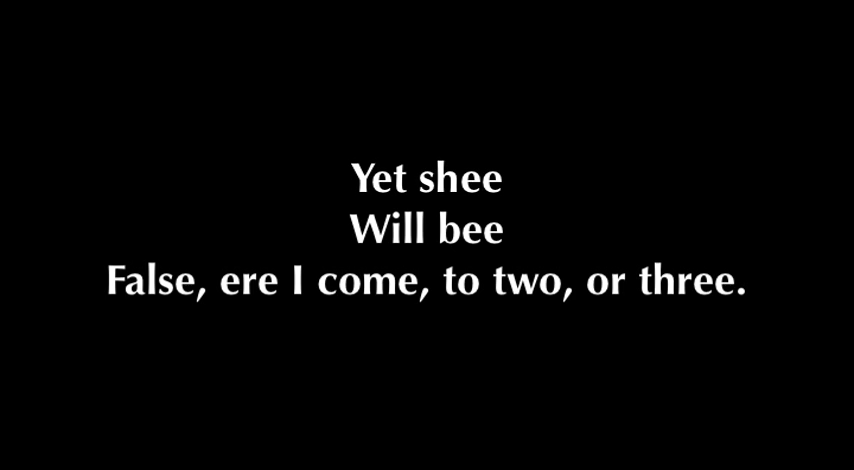 Yet shee
Will bee
False, ere I come, to two, or three.